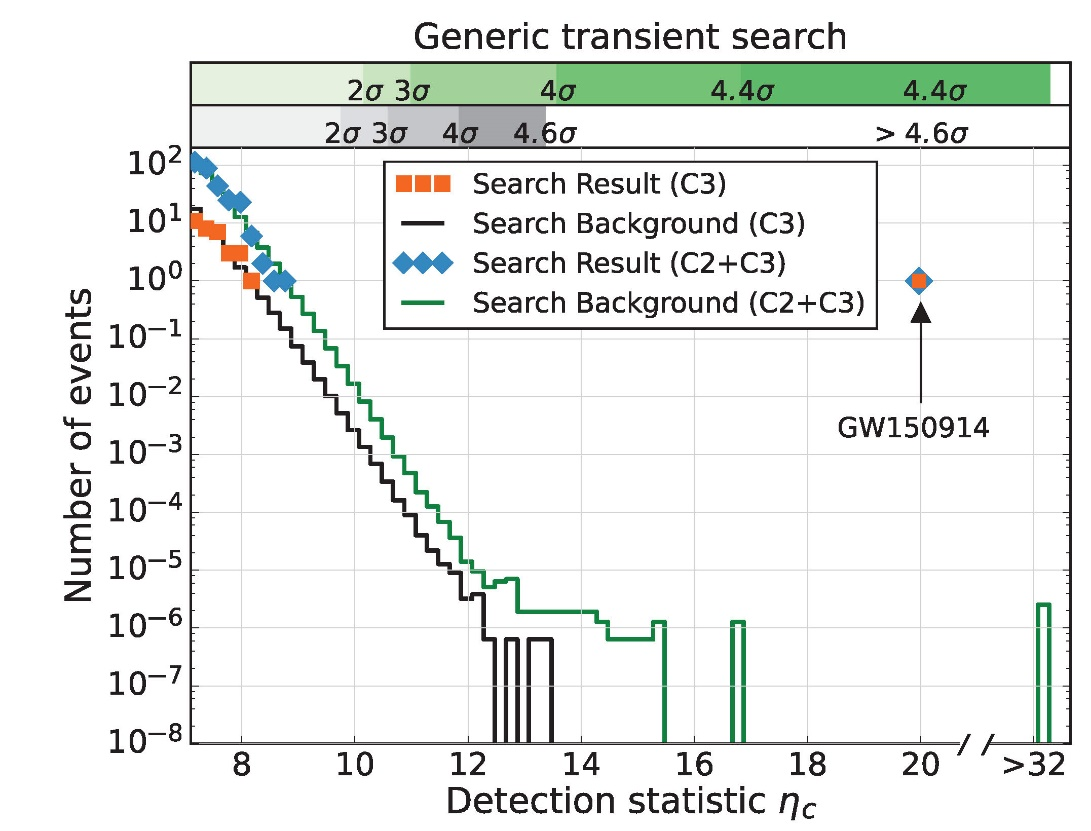 Generic transient search
2σ 3σ 4σ 4.4σ 4.4σ
2σ 3σ 4σ 4.6σ > 4.6σ
Search Result (C3)
Search Background (C3)
Search Result (C2+C3)
Search Background (C2+C3)
GW150914
Number of events
10²
10¹
10⁰
10⁻¹
10⁻²
10⁻³
10⁻⁴
10⁻⁵
10⁻⁶
10⁻⁷
10⁻⁸
8 10 12 14 16 18 20 >32
Detection statistic η_c